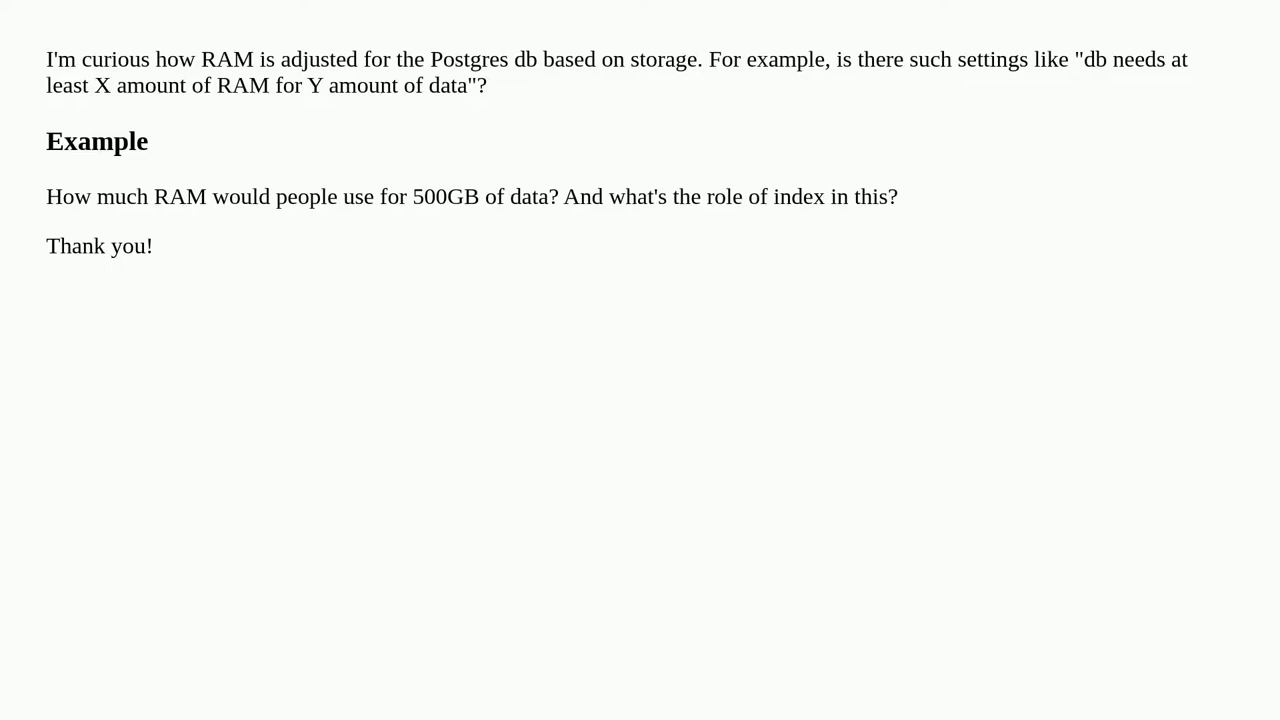 I'm curious how RAM is adjusted for the Postgres db based on storage. For example, is there such settings like "db needs at
least X amount of RAM for Y amount of data"?
Example
How much RAM would people use for 500GB of data? And what's the role of index in this?
Thank you!